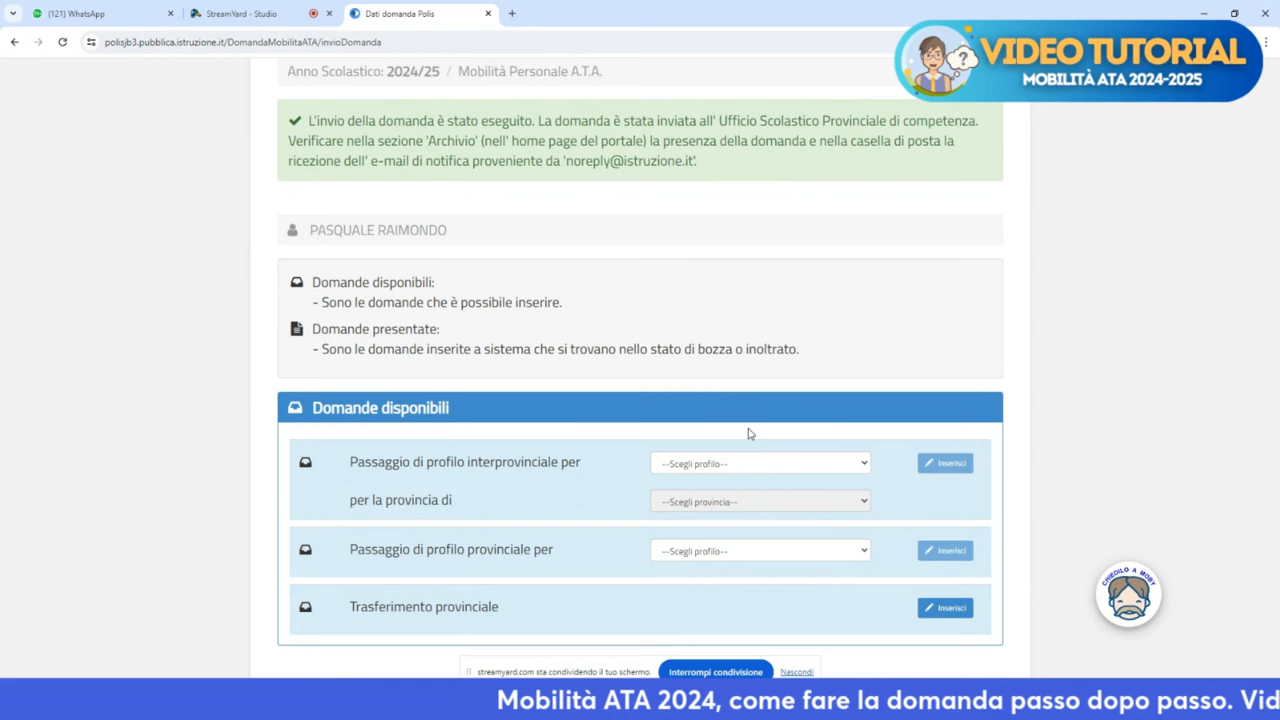 (121) WhatsApp
StreamYard - Studio
Dati domanda Polis
polisjb3.pubblica.istruzione.it/DomandaMobilitaATA/invioDomanda
VIDEO TUTORIAL
MOBILITÀ ATA 2024-2025
Anno Scolastico: 2024/25 / Mobilità Personale A.T.A.
L'invio della domanda è stato eseguito. La domanda è stata inviata all' Ufficio Scolastico Provinciale di competenza.
Verificare nella sezione 'Archivio' (nell' home page del portale) la presenza della domanda e nella casella di posta la
ricezione dell' e-mail di notifica proveniente da 'noreply@istruzione.it'.
PASQUALE RAIMONDO
Domande disponibili:
- Sono le domande che è possibile inserire.
Domande presentate:
- Sono le domande inserite a sistema che si trovano nello stato di bozza o inoltrato.
Domande disponibili
Passaggio di profilo interprovinciale per --Scegli profilo-- Inserisci
per la provincia di --Scegli provincia--
Passaggio di profilo provinciale per --Scegli profilo-- Inserisci
Trasferimento provinciale Inserisci
CHIEDILO A MOBY
streamyard.com sta condividendo il tuo schermo. Interrompi condivisione Nascondi
Mobilità ATA 2024, come fare la domanda passo dopo passo. Vid